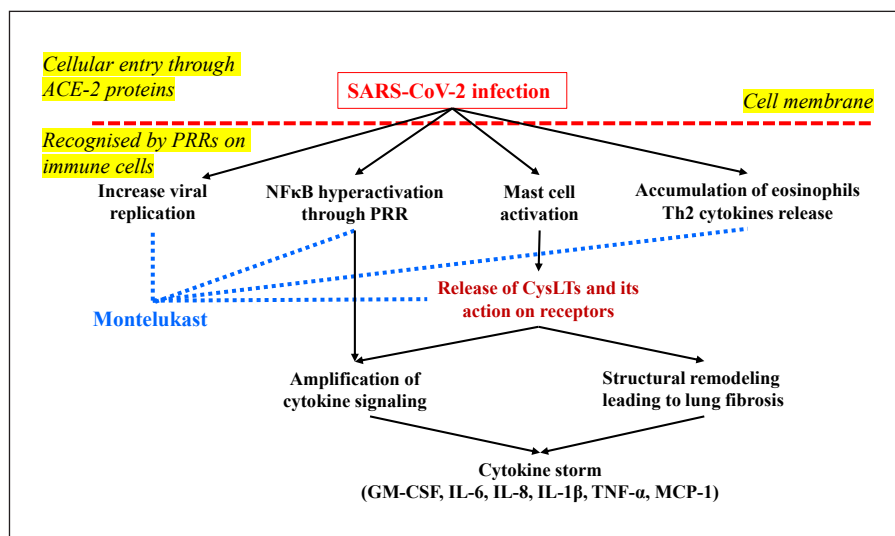 Cellular entry through
ACE-2 proteins
SARS-CoV-2 infection
Cell membrane
Recognised by PRRs on
immune cells
Increase viral
replication
NFκB hyperactivation
through PRR
Mast cell
activation
Accumulation of eosinophils
Th2 cytokines release
Montelukast
Release of CysLTs and its
action on receptors
Amplification of
cytokine signaling
Structural remodeling
leading to lung fibrosis
Cytokine storm
(GM-CSF, IL-6, IL-8, IL-1β, TNF-α, MCP-1)